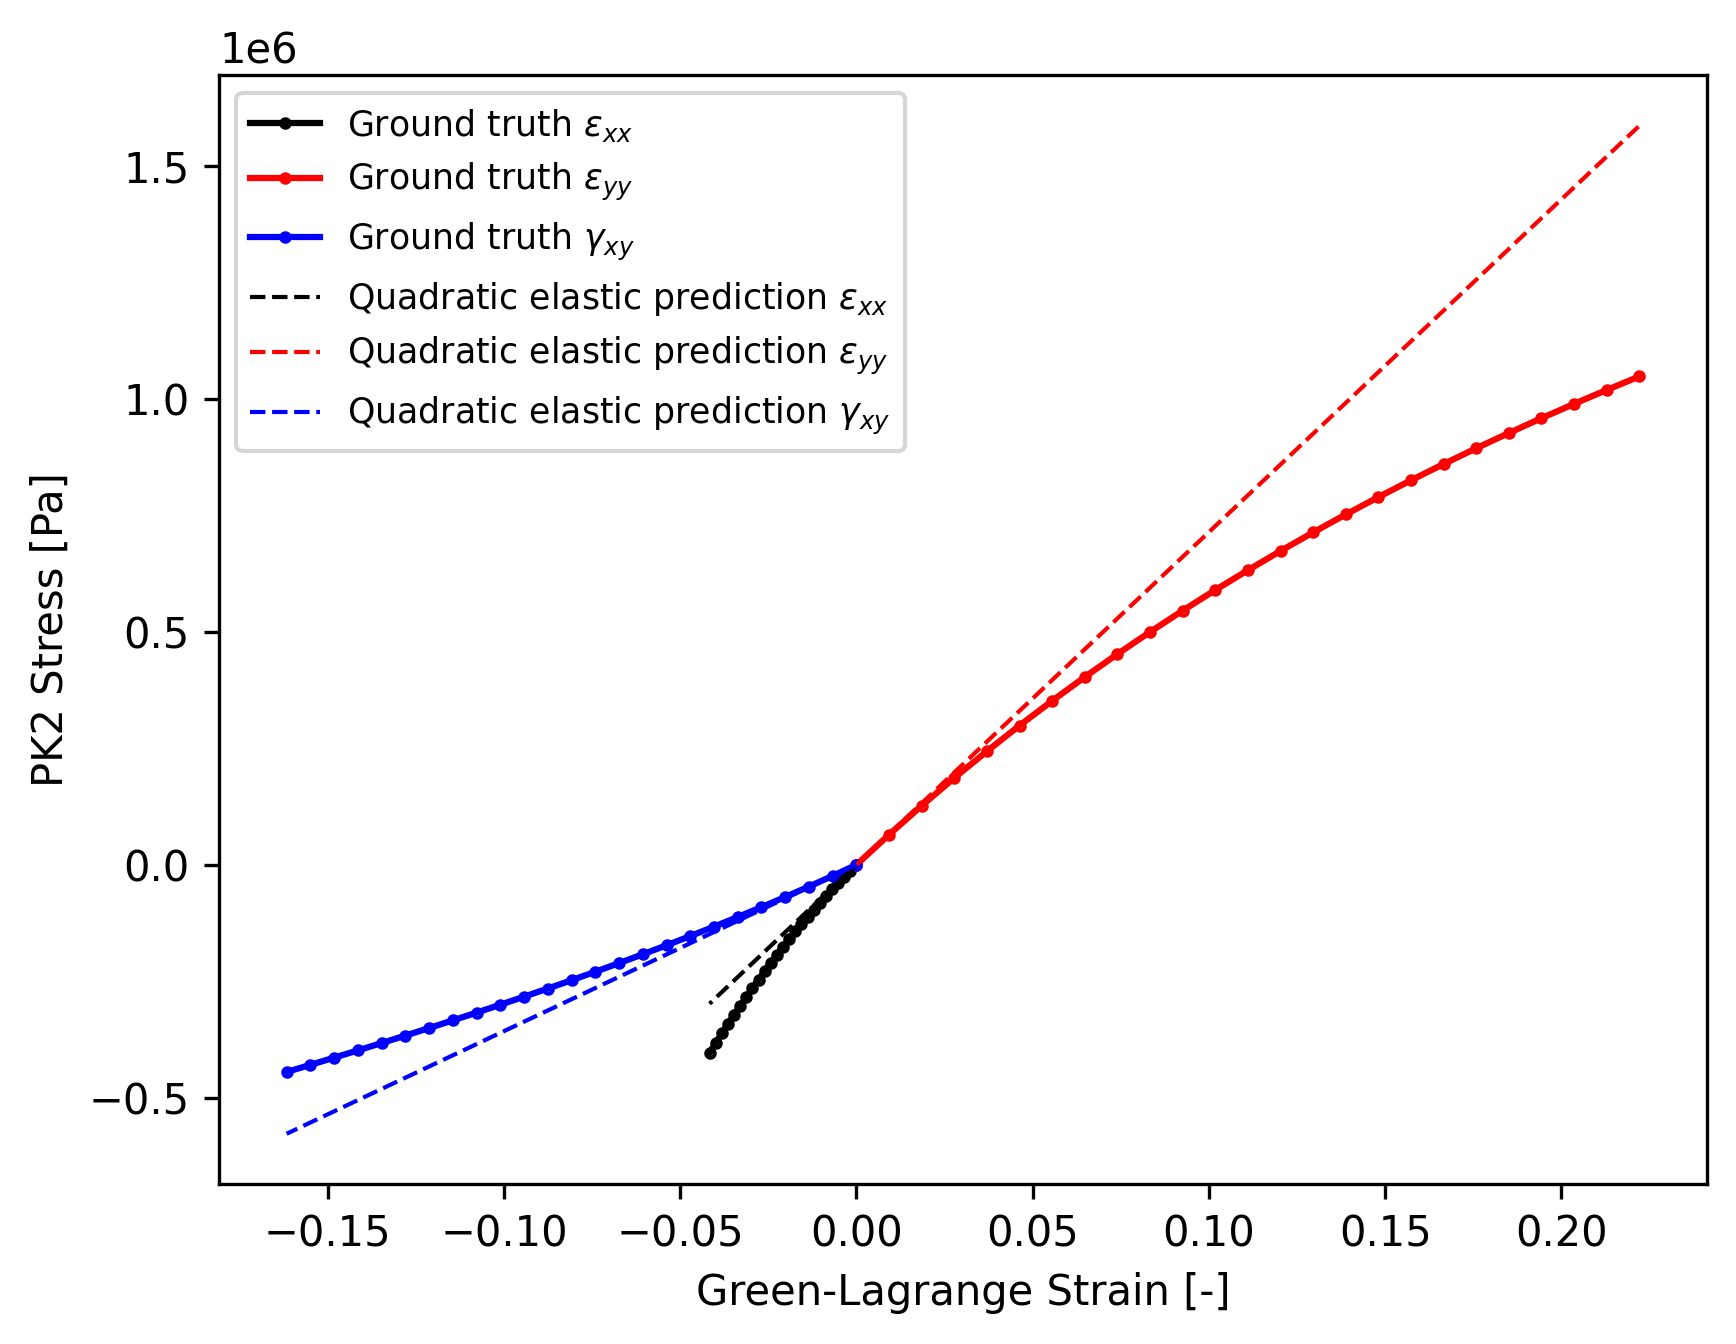 1e6
Ground truth εxx
Ground truth εyy
Ground truth γxy
Quadratic elastic prediction εxx
Quadratic elastic prediction εyy
Quadratic elastic prediction γxy
1.5
1.0
0.5
0.0
−0.5
PK2 Stress [Pa]
−0.15 −0.10 −0.05 0.00 0.05 0.10 0.15 0.20
Green-Lagrange Strain [-]